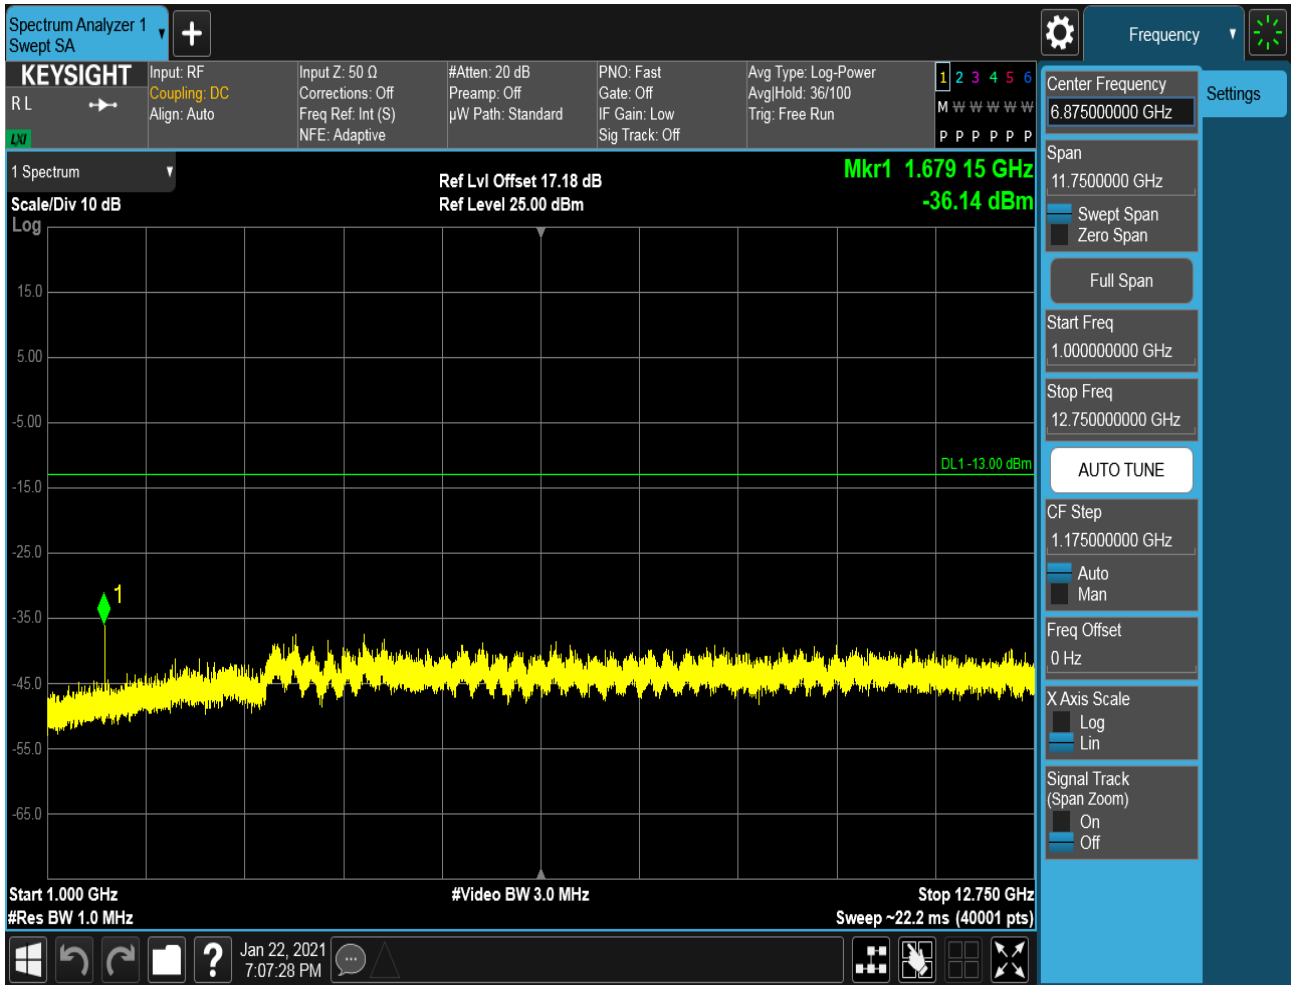 Spectrum Analyzer 1
Swept SA
Frequency
KEYSIGHT
R L
LXI
Input: RF
Coupling: DC
Align: Auto
Input Z: 50 Ω
Corrections: Off
Freq Ref: Int (S)
NFE: Adaptive
#Atten: 20 dB
Preamp: Off
µW Path: Standard
PNO: Fast
Gate: Off
IF Gain: Low
Sig Track: Off
Avg Type: Log-Power
Avg|Hold: 36/100
Trig: Free Run
1 2 3 4 5 6
M W W W W W
P P P P P P
Center Frequency
6.875000000 GHz
Settings
Span
11.7500000 GHz
Swept Span
Zero Span
Full Span
Start Freq
1.000000000 GHz
Stop Freq
12.750000000 GHz
AUTO TUNE
CF Step
1.175000000 GHz
Auto
Man
Freq Offset
0 Hz
X Axis Scale
Log
Lin
Signal Track
(Span Zoom)
On
Off
1 Spectrum
Scale/Div 10 dB
Log
Ref Lvl Offset 17.18 dB
Ref Level 25.00 dBm
Mkr1 1.679 15 GHz
-36.14 dBm
15.0
5.00
-5.00
DL1 -13.00 dBm
-15.0
-25.0
1
-35.0
-45.0
-55.0
-65.0
Start 1.000 GHz
#Video BW 3.0 MHz
Stop 12.750 GHz
#Res BW 1.0 MHz
Sweep ~22.2 ms (40001 pts)
?
Jan 22, 2021
7:07:28 PM